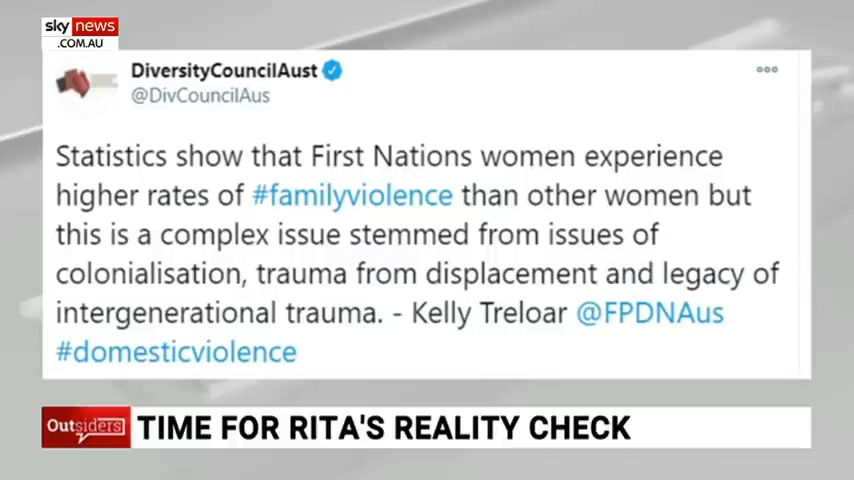 sky news
.COM.AU
DiversityCouncilAust
@DivCouncilAus
Statistics show that First Nations women experience
higher rates of #familyviolence than other women but
this is a complex issue stemmed from issues of
colonialisation, trauma from displacement and legacy of
intergenerational trauma. - Kelly Treloar @FPDNAus
#domesticviolence
Outsiders TIME FOR RITA'S REALITY CHECK